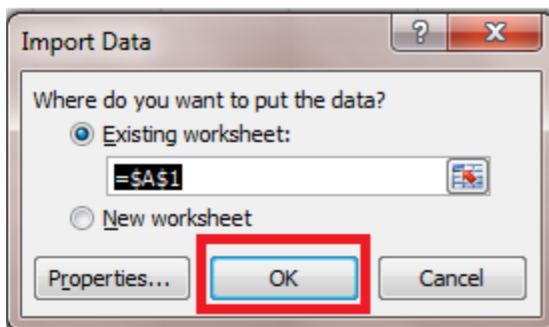 Import Data
Where do you want to put the data?
Existing worksheet:
=$A$1
New worksheet
Properties... OK Cancel